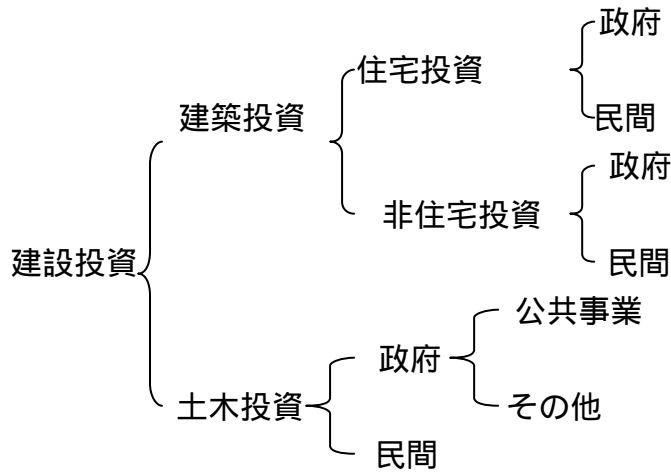 政府
住宅投資
建築投資
民間
政府
非住宅投資
建設投資
民間
公共事業
政府
土木投資
その他
民間